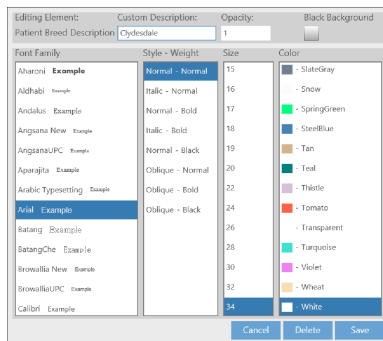 Editing Element: Custom Description: Opacity: Black Background
Patient Breed Description Clydesdale 1
Font Family Style - Weight Size Color
Aharoni Example Normal - Normal 15 - SlateGray
Aldhabi Example Italic - Normal 16 - Snow
Andalus Example Normal - Bold 17 - SpringGreen
Angsana New Example Italic - Bold 18 - SteelBlue
AngsanaUPC Example Normal - Black 19 - Tan
Aparajita Example Oblique - Normal 20 - Teal
Arabic Typesetting Example Oblique - Bold 22 - Thistle
Arial Example Oblique - Black 24 - Tomato
Batang Example 26 - Transparent
BatangChe Example 28 - Turquoise
Browallia New Example 30 - Violet
BrowalliaUPC Example 32 - Wheat
Calibri Example 34 - White
Cancel Delete Save